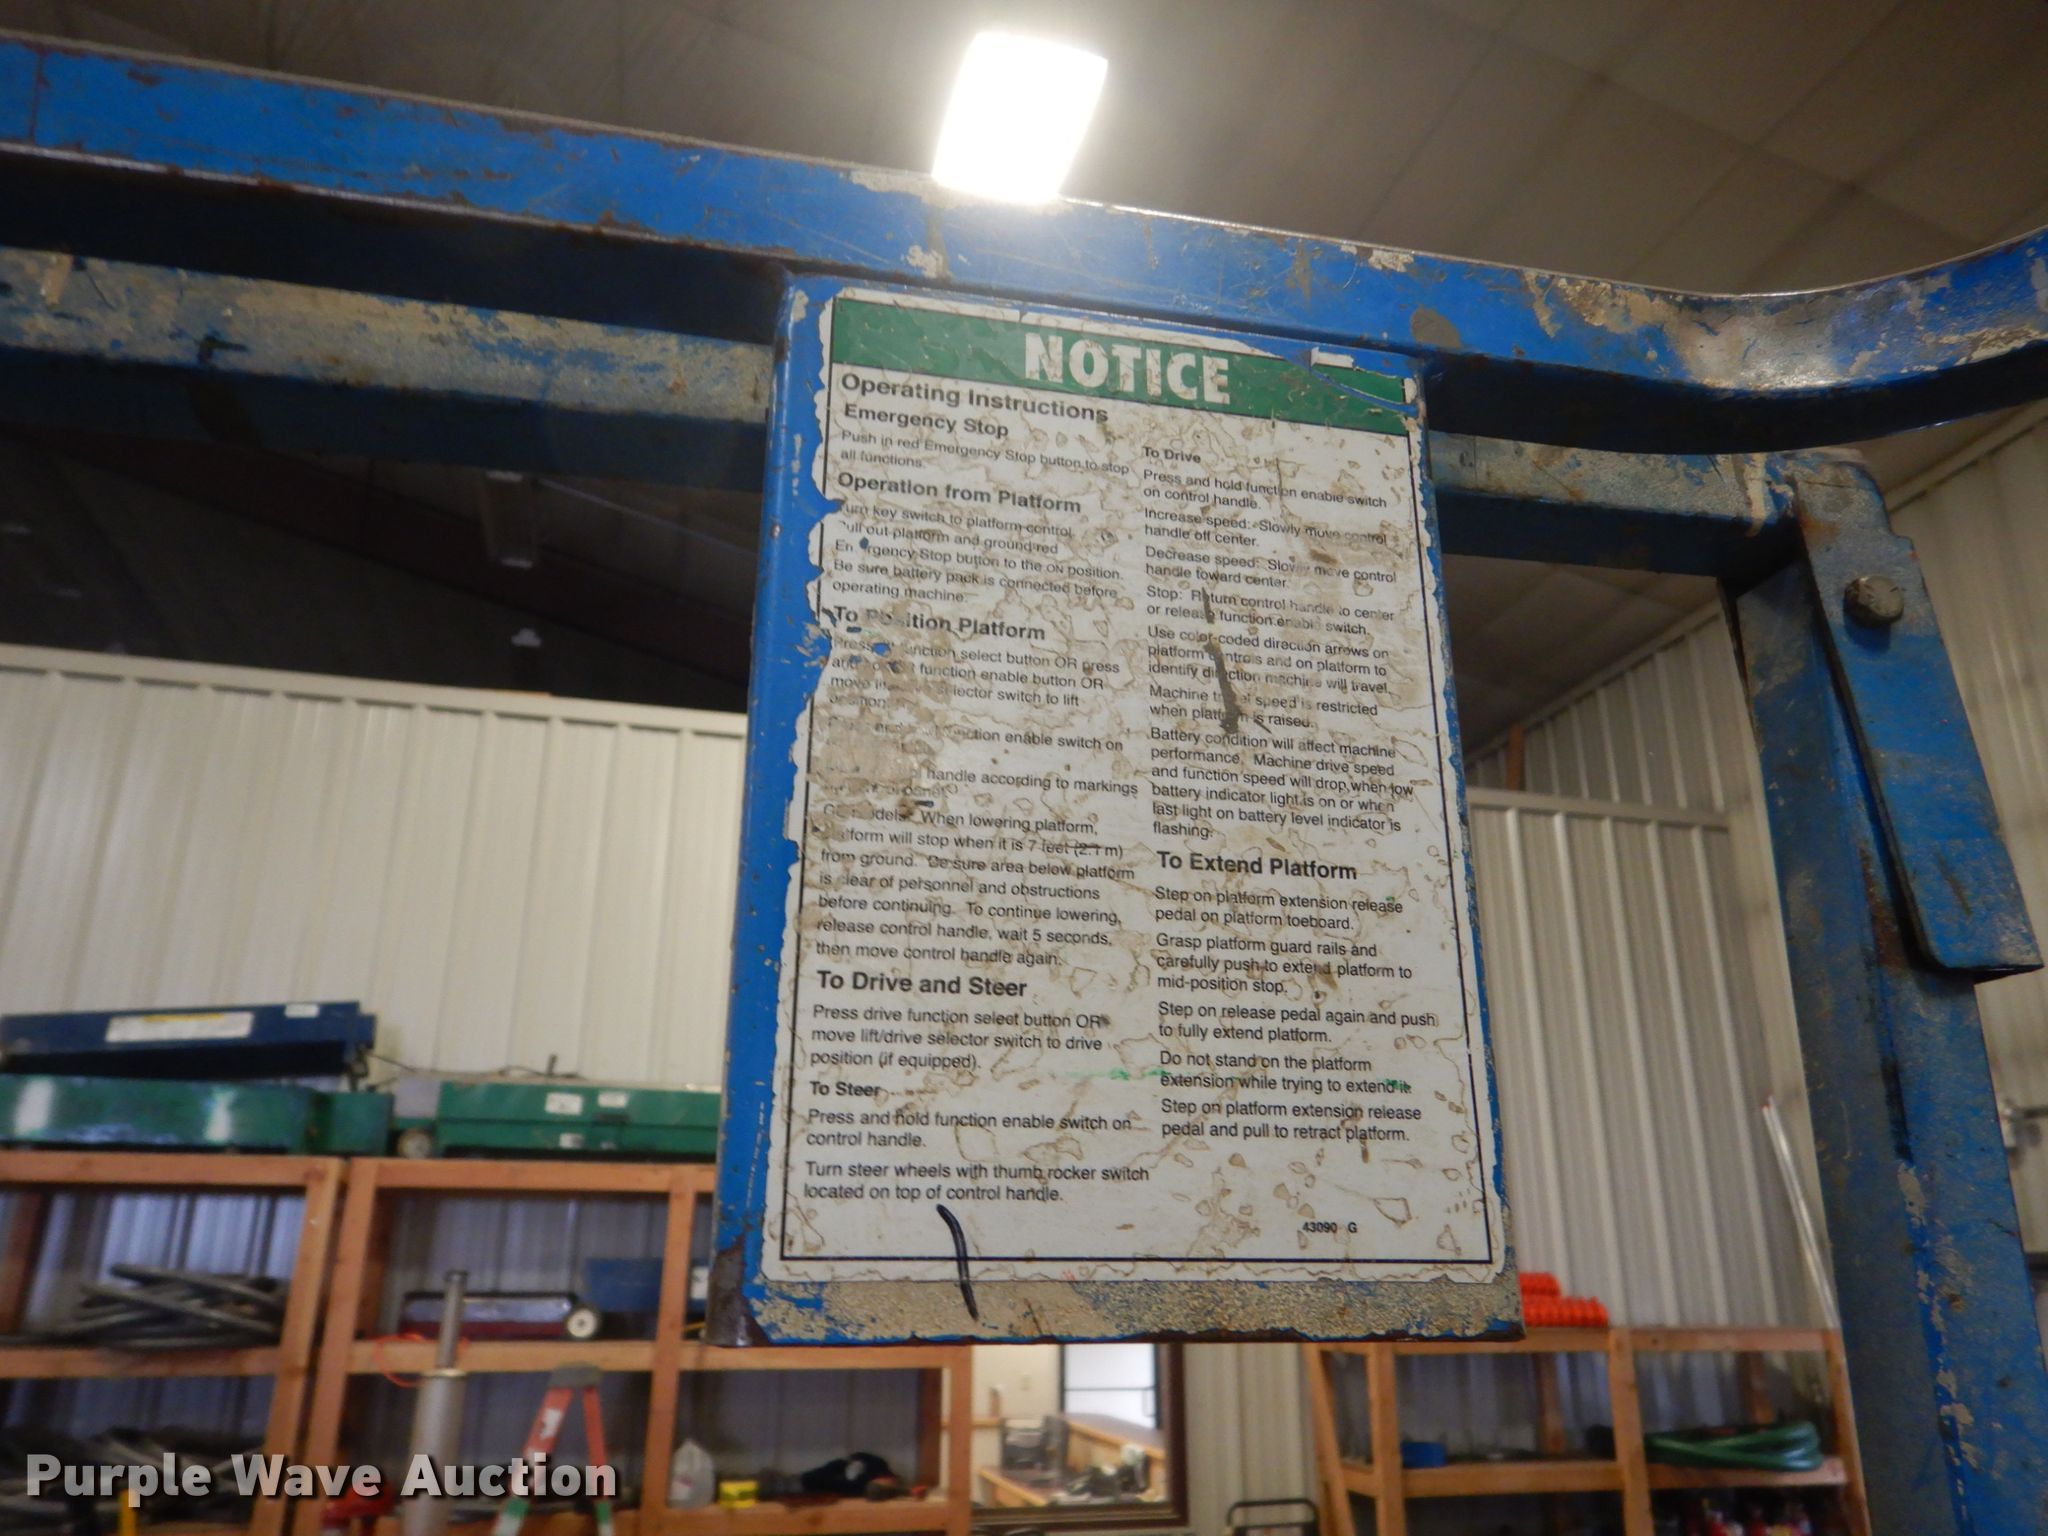 NOTICE
Operating Instructions
Emergency Stop
Push in red Emergency Stop button to stop
all functions.
Operation from Platform
Turn key switch to platform control
Pull out platform and ground red
Emergency Stop button to the on position.
Be sure battery pack is connected before
operating machine.
To Position Platform
Press function select button OR press
function enable button OR
move selector switch to lift
function enable switch on
handle according to markings
When lowering platform,
platform will stop when it is 7 feet (2.1 m)
from ground. Be sure area below platform
is clear of personnel and obstructions
before continuing. To continue lowering,
release control handle, wait 5 seconds,
then move control handle again.
To Drive and Steer
Press drive function select button OR
move lift/drive selector switch to drive
position (if equipped).
To Steer
Press and hold function enable switch on
control handle.
Turn steer wheels with thumb rocker switch
located on top of control handle.
To Drive
Press and hold function enable switch
on control handle.
Increase speed: Slowly move control
handle off center.
Decrease speed: Slowly move control
handle toward center.
Stop: Return control handle to center
or release function enable switch.
Use color-coded direction arrows on
platform controls and on platform to
identify direction machine will travel.
Machine travel speed is restricted
when platform is raised.
Battery condition will affect machine
performance. Machine drive speed
and function speed will drop when low
battery indicator light is on or when
last light on battery level indicator is
flashing.
To Extend Platform
Step on platform extension release
pedal on platform toeboard.
Grasp platform guard rails and
carefully push to extend platform to
mid-position stop.
Step on release pedal again and push
to fully extend platform.
Do not stand on the platform
extension while trying to extend it.
Step on platform extension release
pedal and pull to retract platform.
43090 G
Purple Wave Auction